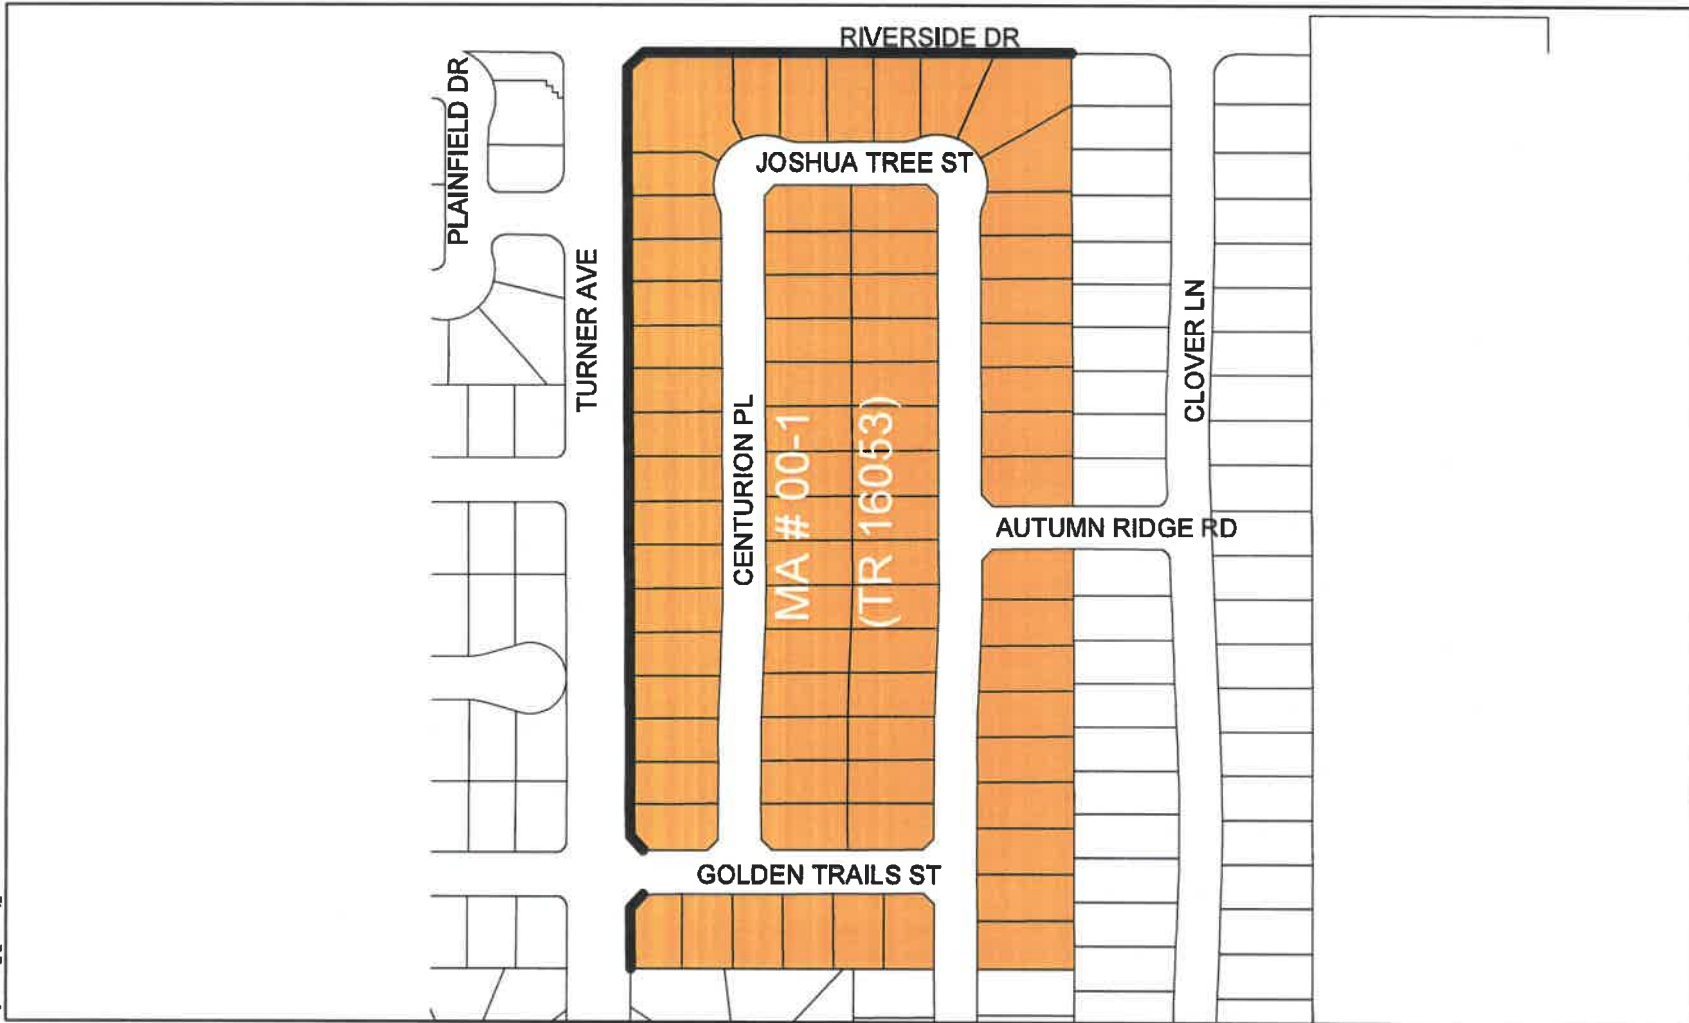 RIVERSIDE DR
PLAINFIELD DR
JOSHUA TREE ST
TURNER AVE
CLOVER LN
CENTURION PL
MA # 00-1
(TR 16053)
AUTUMN RIDGE RD
GOLDEN TRAILS ST